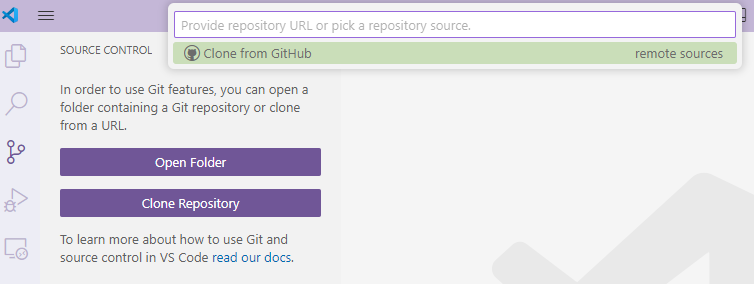 Provide repository URL or pick a repository source.
Clone from GitHub remote sources
SOURCE CONTROL
In order to use Git features, you can open a
folder containing a Git repository or clone
from a URL.
Open Folder
Clone Repository
To learn more about how to use Git and
source control in VS Code read our docs.